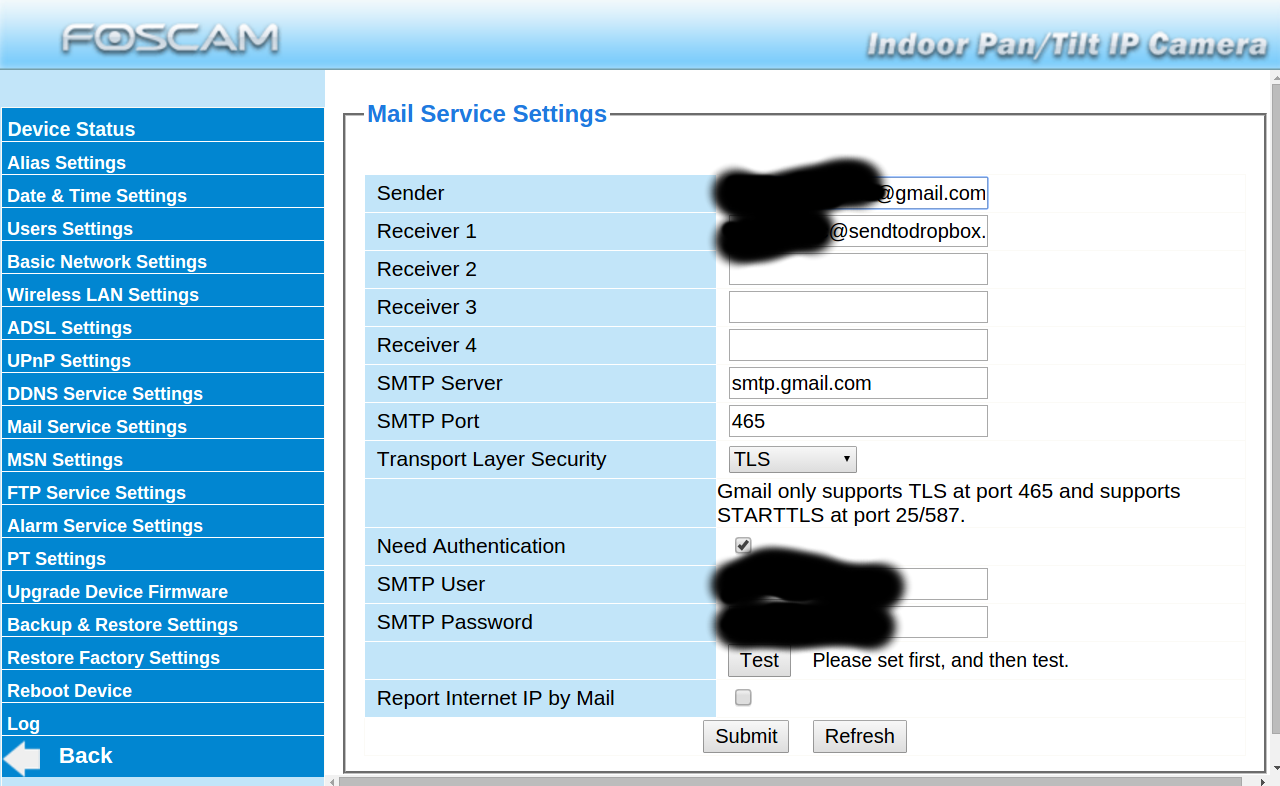 FOSCAM
Indoor Pan/Tilt IP Camera
Device Status
Alias Settings
Date & Time Settings
Users Settings
Basic Network Settings
Wireless LAN Settings
ADSL Settings
UPnP Settings
DDNS Service Settings
Mail Service Settings
MSN Settings
FTP Service Settings
Alarm Service Settings
PT Settings
Upgrade Device Firmware
Backup & Restore Settings
Restore Factory Settings
Reboot Device
Log
Back
Mail Service Settings
Sender @gmail.com
Receiver 1 @sendtodropbox.
Receiver 2
Receiver 3
Receiver 4
SMTP Server smtp.gmail.com
SMTP Port 465
Transport Layer Security TLS
Gmail only supports TLS at port 465 and supports
STARTTLS at port 25/587.
Need Authentication
SMTP User
SMTP Password
Test Please set first, and then test.
Report Internet IP by Mail
Submit Refresh